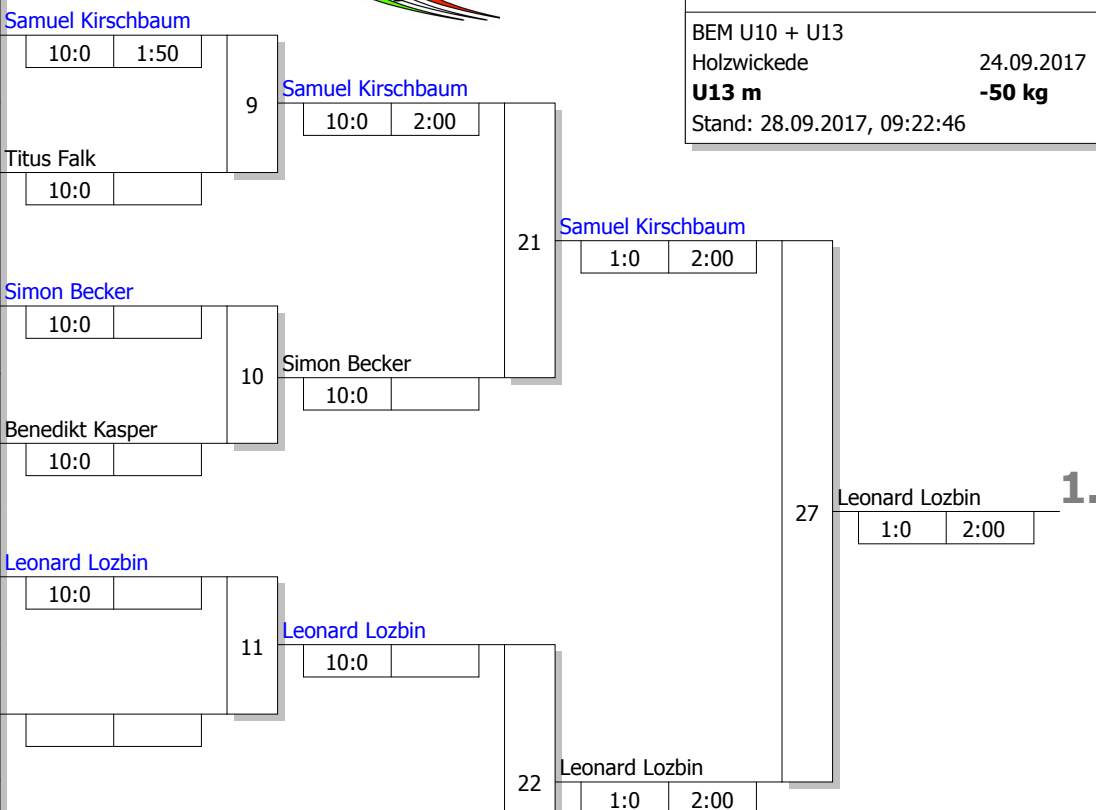 BEM U10 + U13
Holzwickede 24.09.2017
U13 m -50 kg
Stand: 28.09.2017, 09:22:46
Samuel Kirschbaum
10:0 1:50
9
Titus Falk
10:0
Samuel Kirschbaum
10:0 2:00
Simon Becker
10:0
10
Benedikt Kasper
10:0
Simon Becker
10:0
21
Samuel Kirschbaum
1:0 2:00
Leonard Lozbin
10:0
11
Leonard Lozbin
10:0
22
Leonard Lozbin
1:0 2:00
27
Leonard Lozbin 1.
1:0 2:00